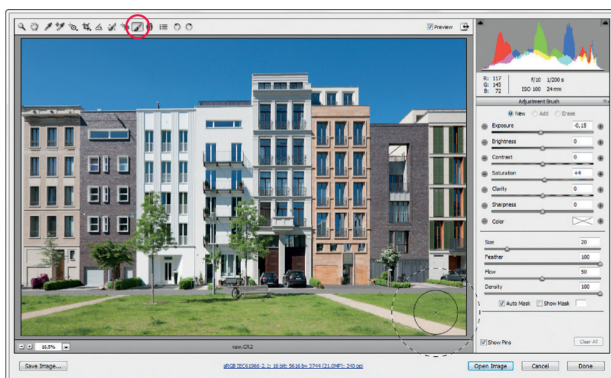 Preview
R: 117
G: 145
B: 72
f/10 1/200 s
ISO 100 24 mm
Adjustment Brush
New Add Erase
Exposure -0.15
Brightness 0
Contrast 0
Saturation +4
Clarity 0
Sharpness 0
Color
Size 20
Feather 100
Flow 50
Density 100
Auto Mask Show Mask
Show Pins Clear All
16.5% raw.CR2
Save Image... sRGB IEC61966-2.1; 16 bit; 5616 by 3744 (21.0MP); 240 ppi Open Image Cancel Done